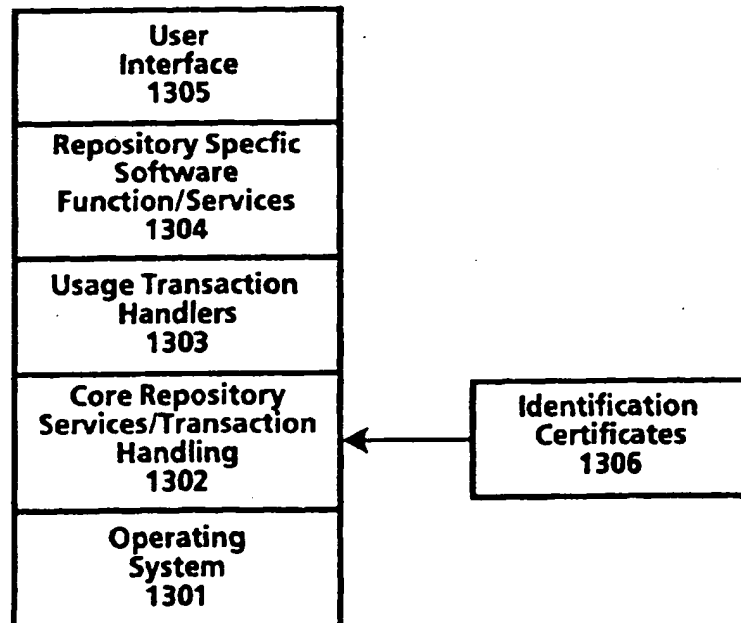 User
Interface
1305
Repository Specfic
Software
Function/Services
1304
Usage Transaction
Handlers
1303
Core Repository
Services/Transaction
Handling
1302
Identification
Certificates
1306
Operating
System
1301